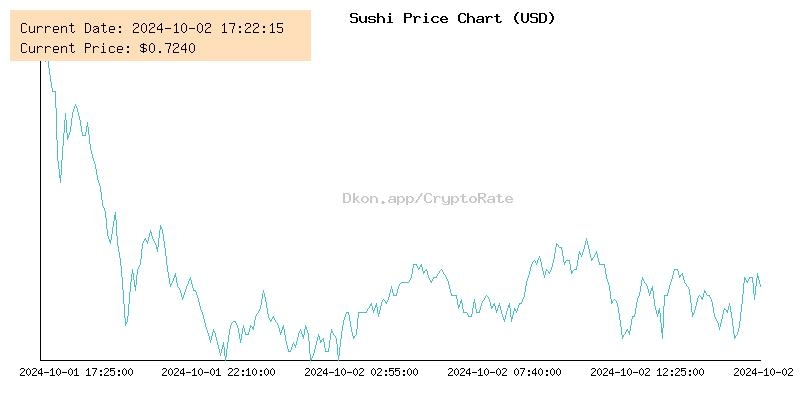 Sushi Price Chart (USD)
Current Date: 2024-10-02 17:22:15
Current Price: $0.7240
Dkon.app/CryptoRate
2024-10-01 17:25:00 2024-10-01 22:10:00 2024-10-02 02:55:00 2024-10-02 07:40:00 2024-10-02 12:25:00 2024-10-02